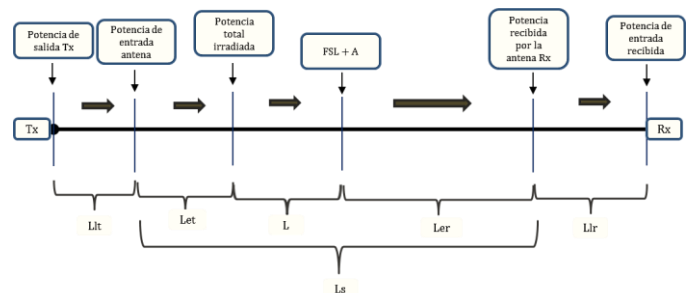 Potencia de
salida Tx
Potencia de
entrada
antena
Potencia
total
irradiada
FSL + A
Potencia
recibida
por la
antena Rx
Potencia de
entrada
recibida
Tx
Rx
Llt
Let
L
Ler
Llr
Ls